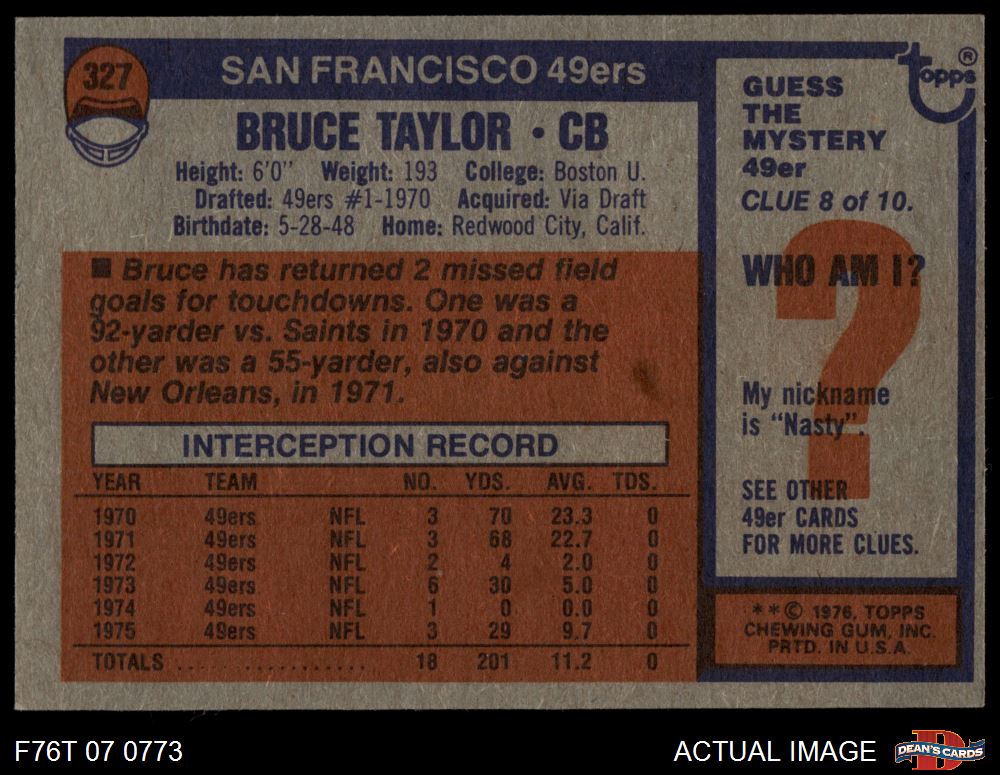 327
SAN FRANCISCO 49ers
BRUCE TAYLOR • CB
Height: 6'0" Weight: 193 College: Boston U.
Drafted: 49ers #1-1970 Acquired: Via Draft
Birthdate: 5-28-48 Home: Redwood City, Calif.
■ Bruce has returned 2 missed field
goals for touchdowns. One was a
92-yarder vs. Saints in 1970 and the
other was a 55-yarder, also against
New Orleans, in 1971.
INTERCEPTION RECORD
YEAR TEAM NO. YDS. AVG. TDS.
1970 49ers NFL 3 70 23.3 0
1971 49ers NFL 3 68 22.7 0
1972 49ers NFL 2 4 2.0 0
1973 49ers NFL 6 30 5.0 0
1974 49ers NFL 1 0 0.0 0
1975 49ers NFL 3 29 9.7 0
TOTALS .................. 18 201 11.2 0
topps®
GUESS
THE
MYSTERY
49er
CLUE 8 of 10.
WHO AM I?
?
My nickname
is "Nasty".
SEE OTHER
49er CARDS
FOR MORE CLUES.
**© 1976, TOPPS
CHEWING GUM, INC.
PRTD. IN U.S.A.
F76T 07 0773
ACTUAL IMAGE
D
DEAN'S CARDS